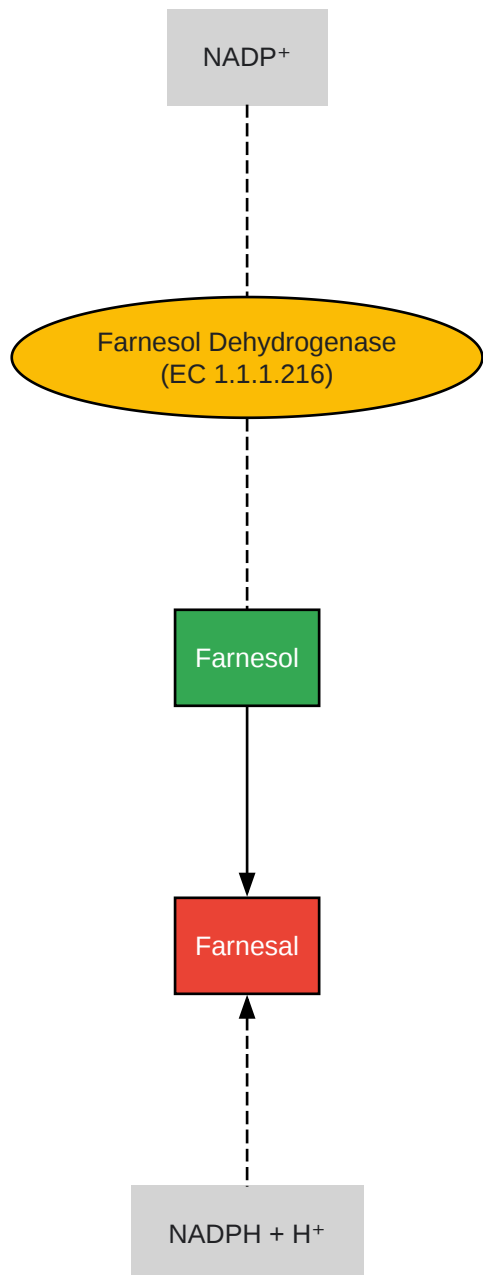 NADP⁺
Farnesol Dehydrogenase
(EC 1.1.1.216)
Farnesol
Farnesal
NADPH + H⁺